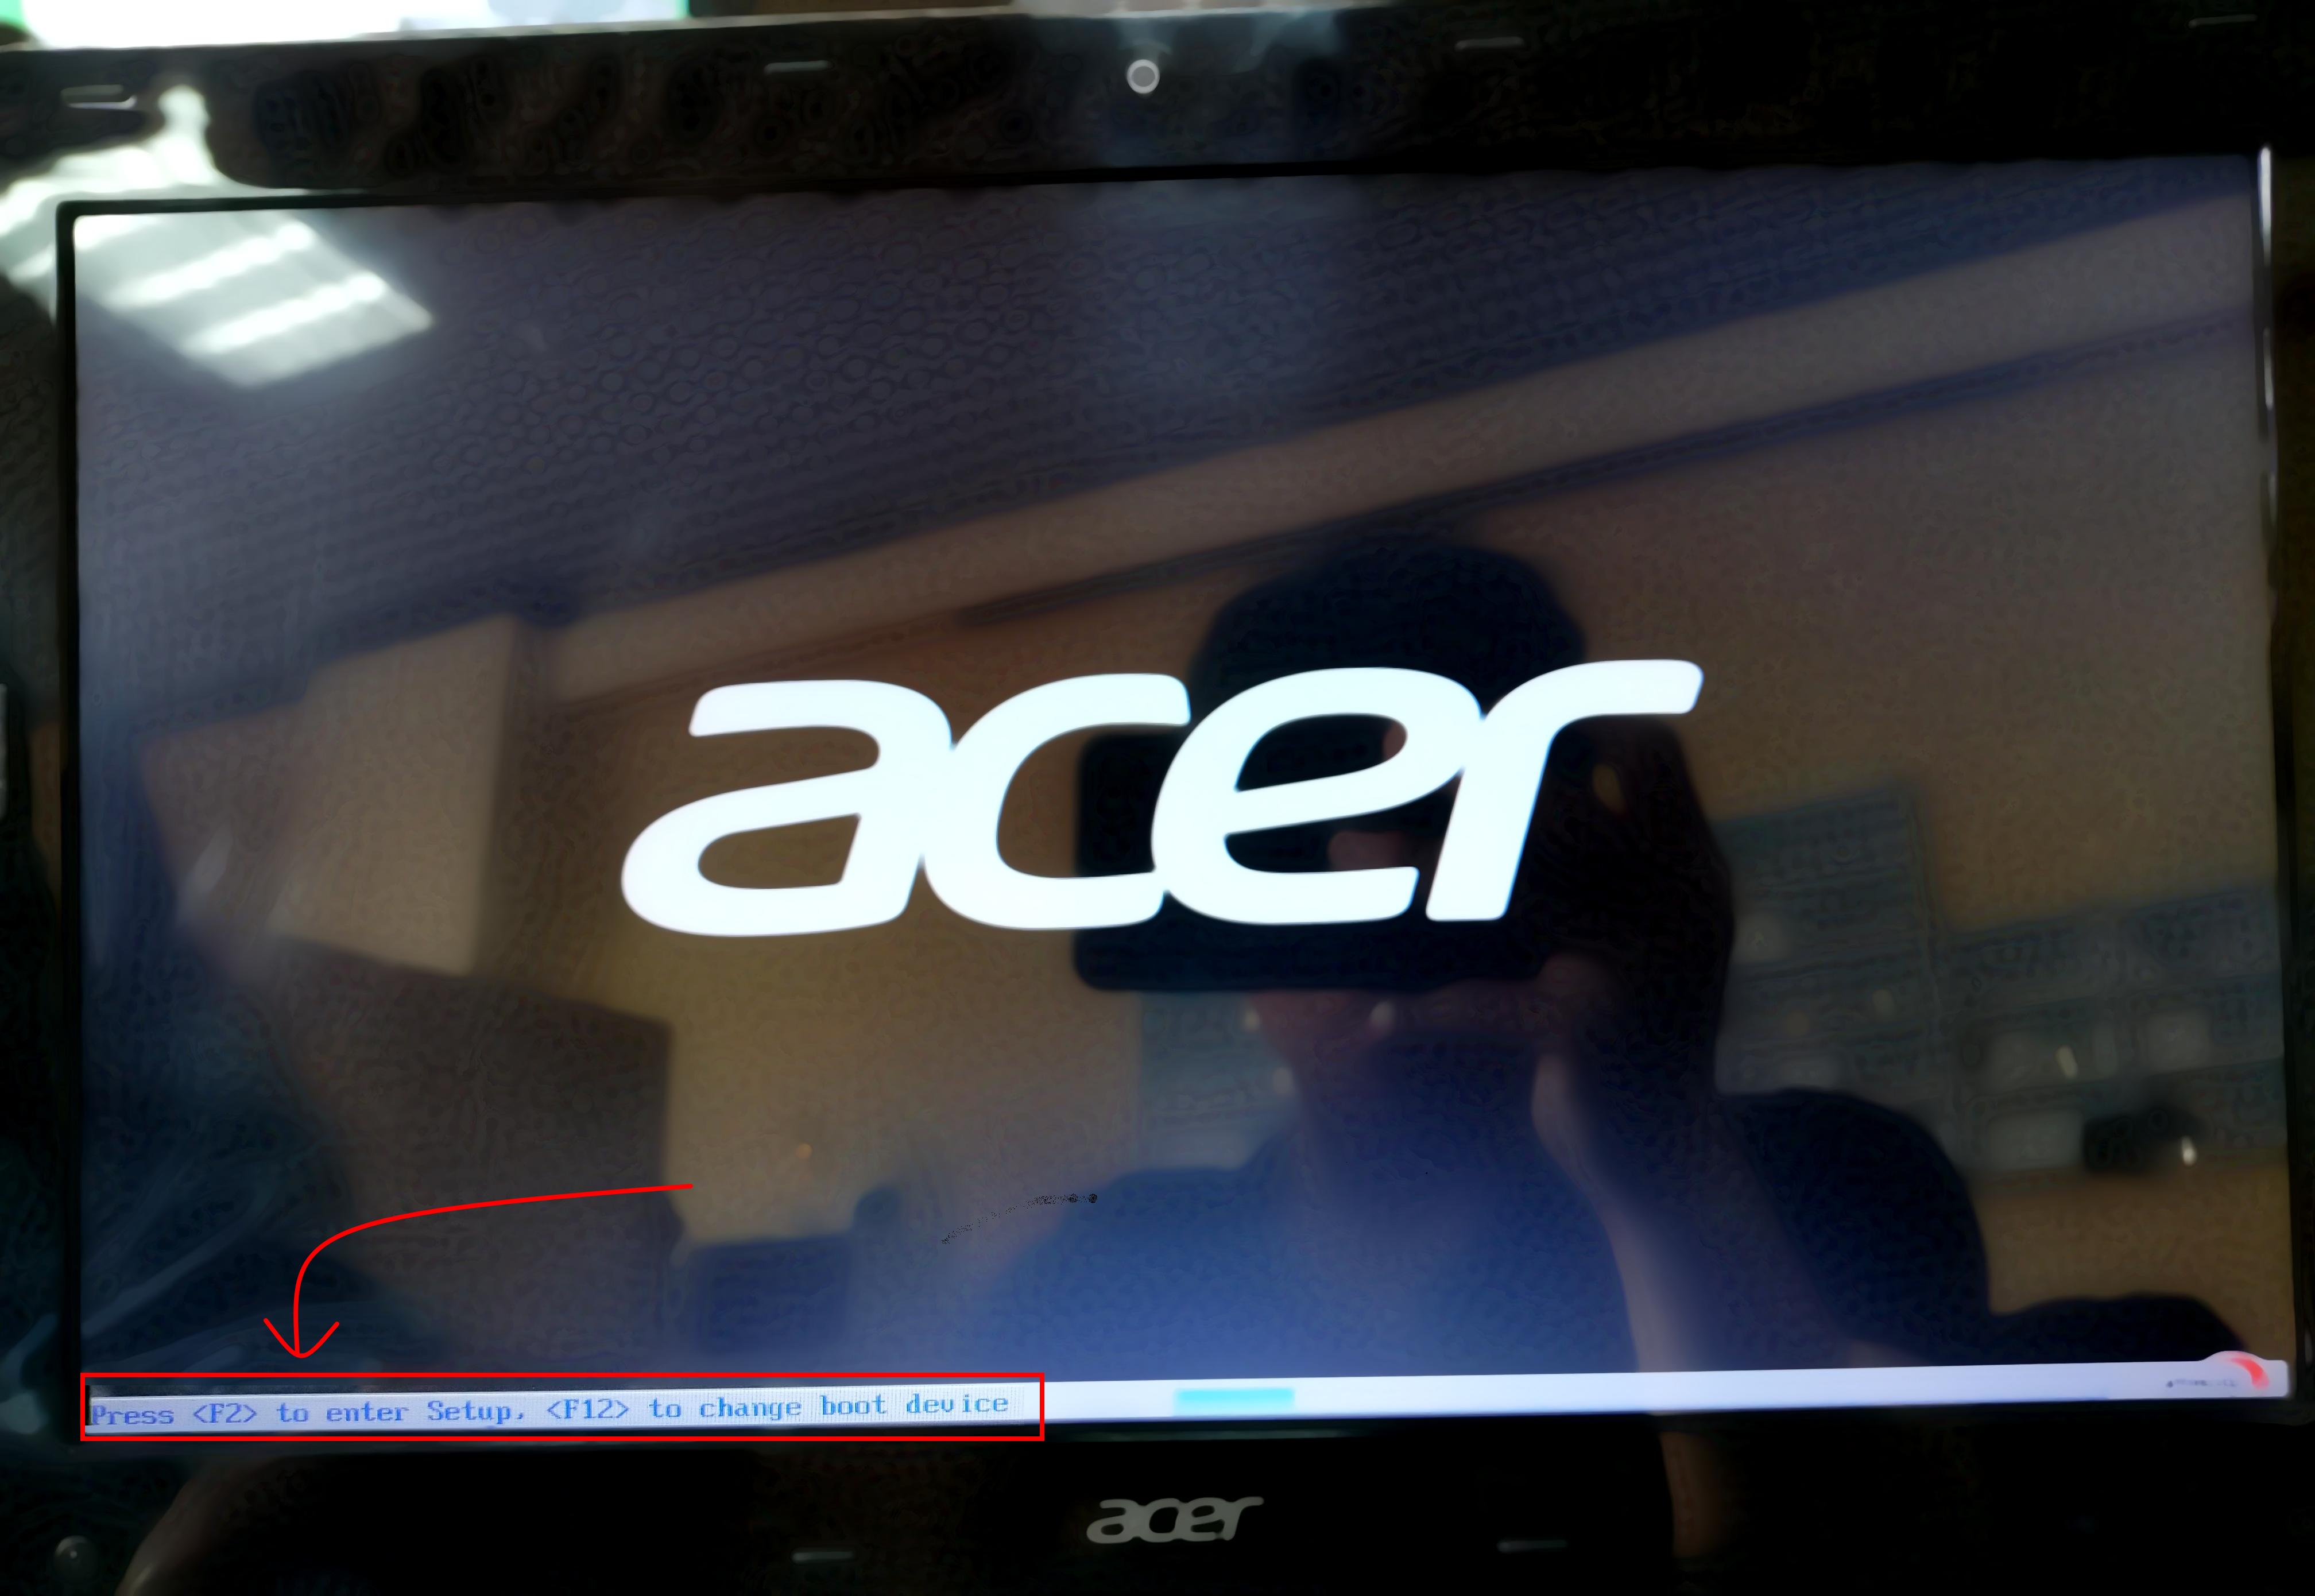 acer
Press <F2> to enter Setup, <F12> to change boot device
acer